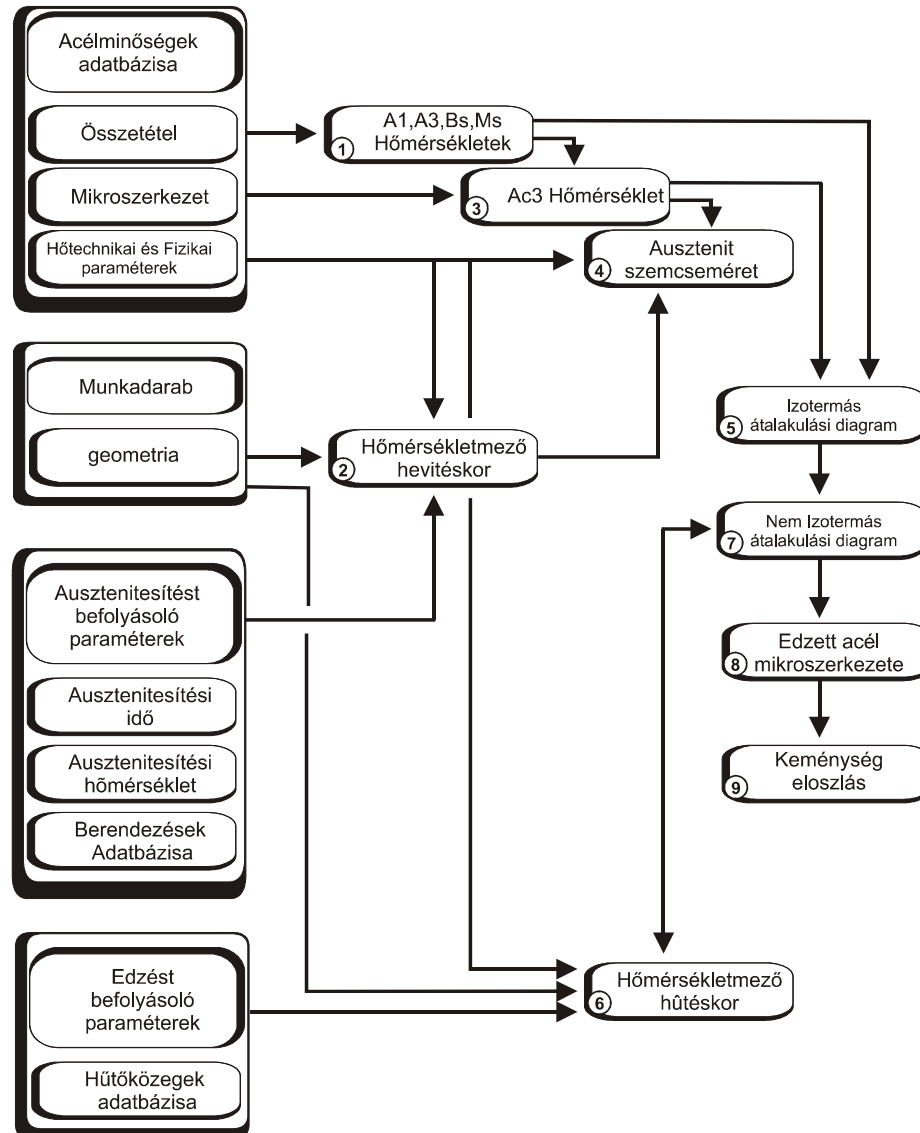 Acélminőségek
adatbázisa
Összetétel
Mikroszerkezet
Hőtechnikai és Fizikai
paraméterek
Munkadarab
geometria
Ausztenitesítést
befolyásoló
paraméterek
Ausztenitesítési
idő
Ausztenitesítési
hõmérséklet
Berendezések
Adatbázisa
Edzést
befolyásoló
paraméterek
Hűtőközegek
adatbázisa
A1,A3,Bs,Ms
Hőmérsékletek
1
Ac3 Hőmérséklet
3
Ausztenit
szemcseméret
4
Hőmérsékletmező
hevitéskor
2
Izotermás
átalakulási diagram
5
Nem Izotermás
átalakulási diagram
7
Edzett acél
mikroszerkezete
8
Keménység
eloszlás
9
Hőmérsékletmező
hûtéskor
6